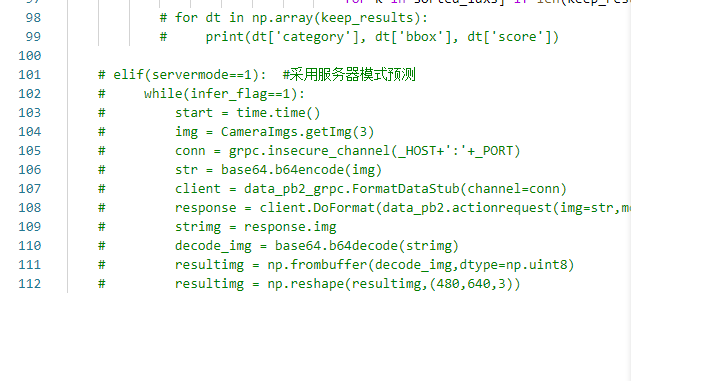 for k in sorted_idxs] if len(keep_res
98 # for dt in np.array(keep_results):
99 #     print(dt['category'], dt['bbox'], dt['score'])
100
101 # elif(servermode==1):  #采用服务器模式预测
102 #     while(infer_flag==1):
103 #         start = time.time()
104 #         img = CameraImgs.getImg(3)
105 #         conn = grpc.insecure_channel(_HOST+':'+_PORT)
106 #         str = base64.b64encode(img)
107 #         client = data_pb2_grpc.FormatDataStub(channel=conn)
108 #         response = client.DoFormat(data_pb2.actionrequest(img=str,m
109 #         strimg = response.img
110 #         decode_img = base64.b64decode(strimg)
111 #         resultimg = np.frombuffer(decode_img,dtype=np.uint8)
112 #         resultimg = np.reshape(resultimg,(480,640,3))